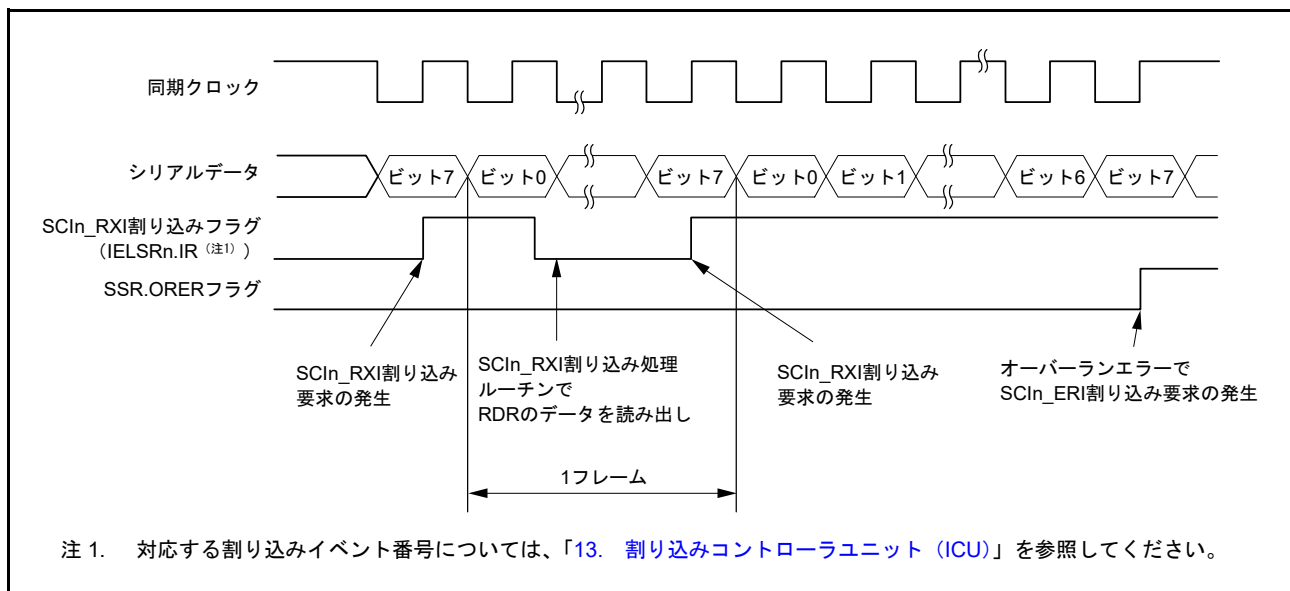 同期クロック
シリアルデータ
ビット7 ビット0 ビット7 ビット0 ビット1 ビット6 ビット7
SCIn_RXI割り込みフラグ
（IELSRn.IR（注1））
SSR.ORERフラグ
SCIn_RXI割り込み
要求の発生
SCIn_RXI割り込み処理
ルーチンで
RDRのデータを読み出し
SCIn_RXI割り込み
要求の発生
オーバーランエラーで
SCIn_ERI割り込み要求の発生
1フレーム
注 1. 対応する割り込みイベント番号については、「13. 割り込みコントローラユニット（ICU）」を参照してください。